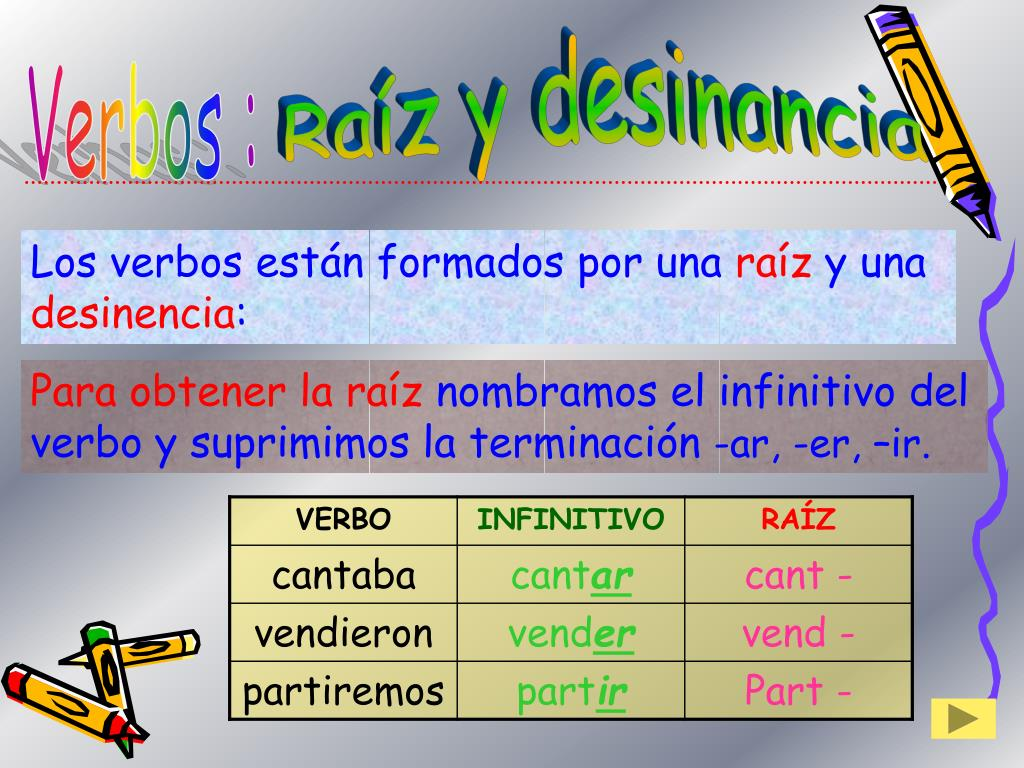 Verbos : Raíz y desinancia
Los verbos están formados por una raíz y una
desinencia:
Para obtener la raíz nombramos el infinitivo del
verbo y suprimimos la terminación -ar, -er, –ir.
VERBO INFINITIVO RAÍZ
cantaba cantar cant -
vendieron vender vend -
partiremos partir Part -